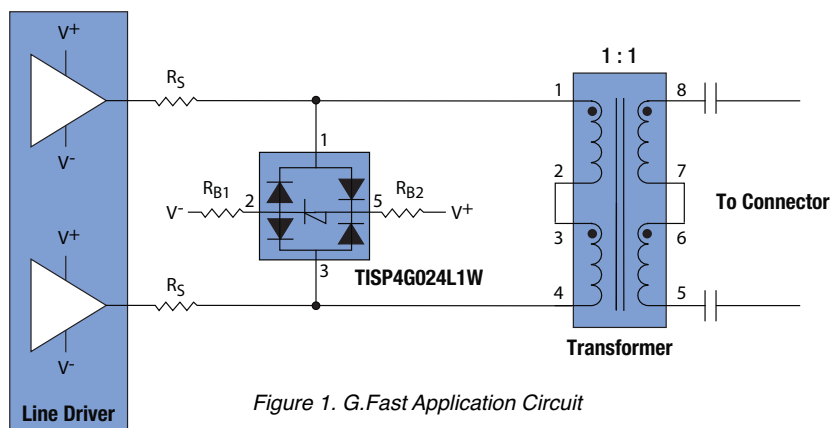 1 : 1
V+
RS
V-
1
8
1
2
7
RB1
2
5
RB2
V-
V+
To Connector
3
6
V+
3
TISP4G024L1W
RS
4
5
V-
Transformer
Line Driver
Figure 1. G.Fast Application Circuit